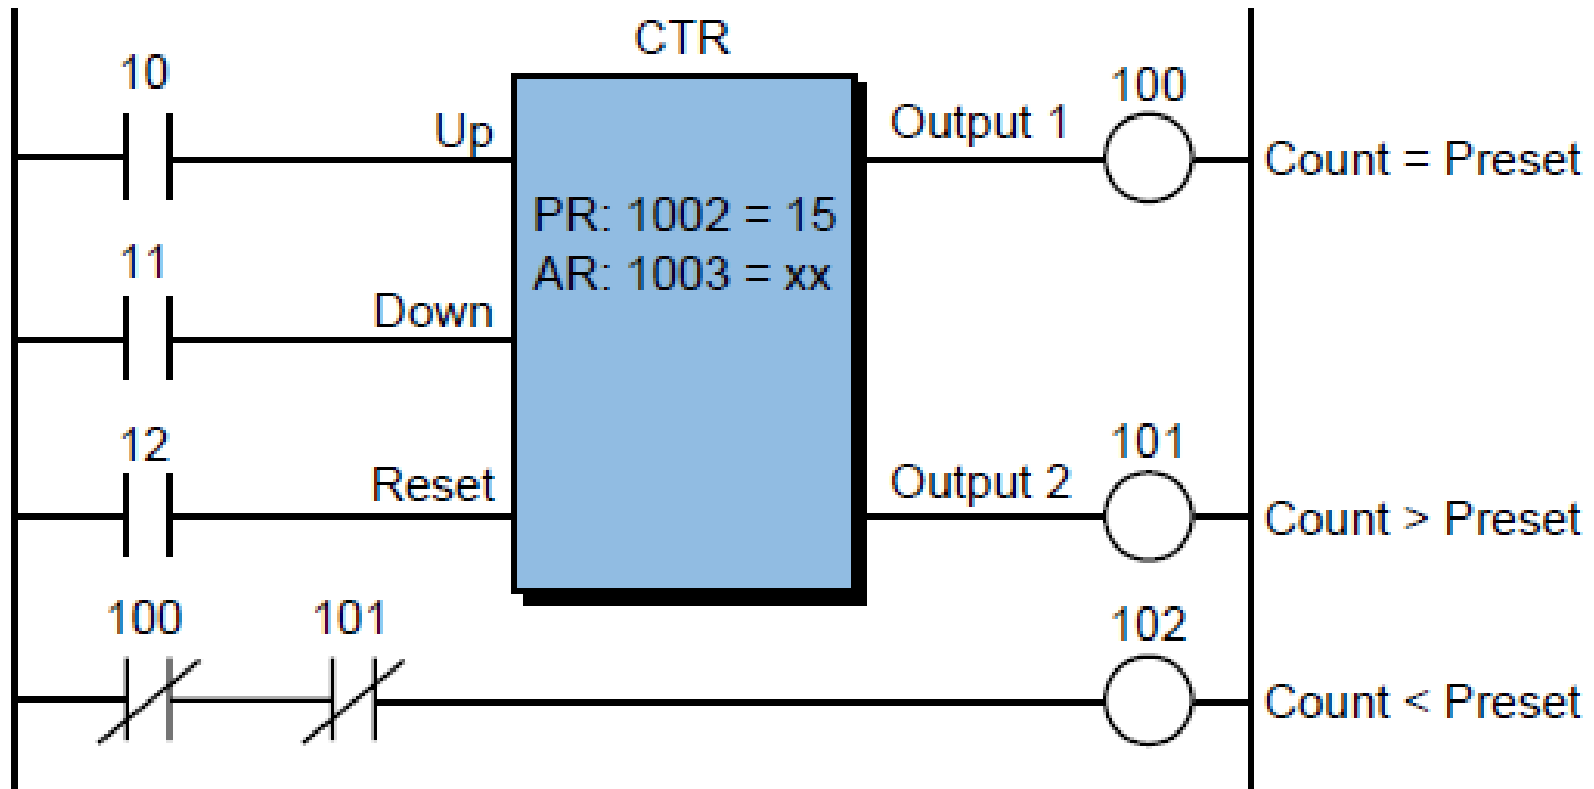 CTR
10
Up
Output 1
100
Count = Preset
PR: 1002 = 15
AR: 1003 = xx
11
Down
12
Reset
Output 2
101
Count > Preset
100
101
102
Count < Preset